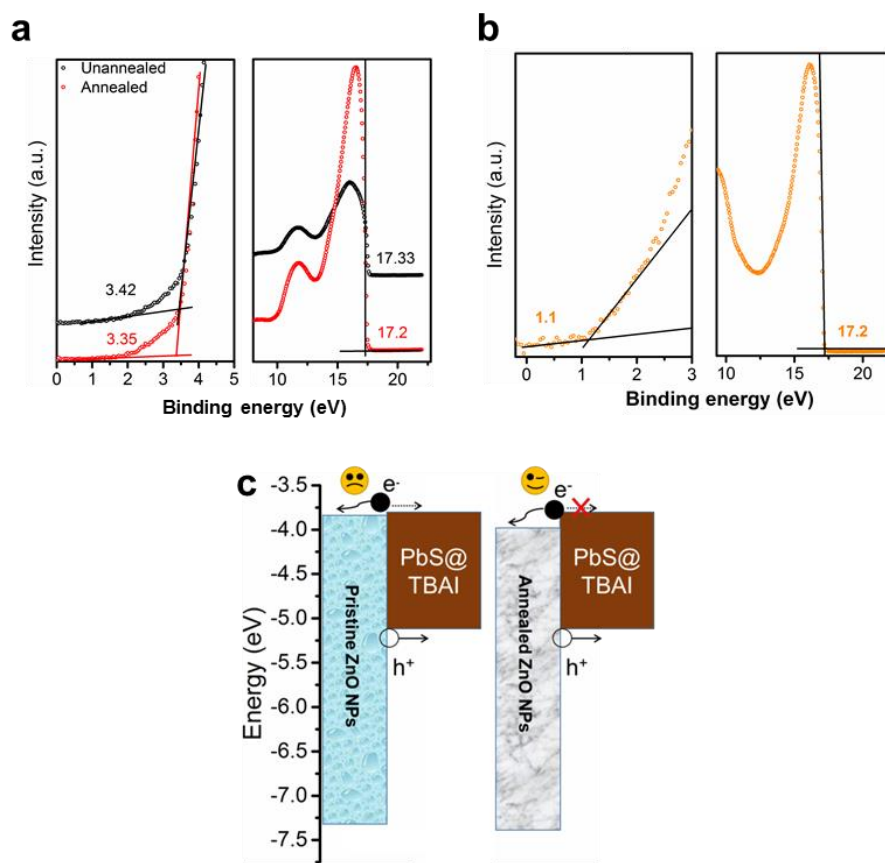 a
Unannealed
Annealed
Intensity (a.u.)
3.42
3.35
0 1 2 3 4 5
17.33
17.2
10 15 20
Binding energy (eV)
b
Intensity (a.u.)
1.1
0 1 2 3
17.2
10 15 20
Binding energy (eV)
c
Energy (eV)
-3.5
-4.0
-4.5
-5.0
-5.5
-6.0
-6.5
-7.0
-7.5
e-
Pristine ZnO NPs
PbS@
TBAI
h+
e-
Annealed ZnO NPs
PbS@
TBAI
h+